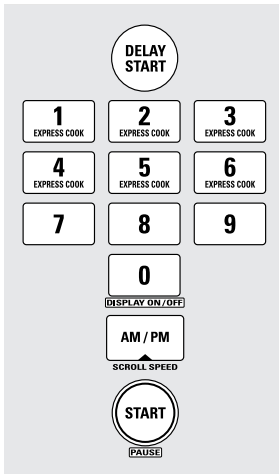 DELAY
START
1 2 3
EXPRESS COOK EXPRESS COOK EXPRESS COOK
4 5 6
EXPRESS COOK EXPRESS COOK EXPRESS COOK
7 8 9
0
DISPLAY ON/OFF
AM / PM
SCROLL SPEED
START
PAUSE